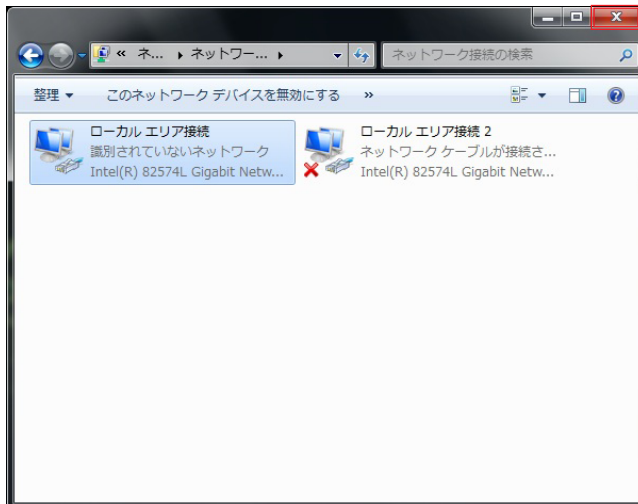 « ネ... ▸ ネットワー... ▸
ネットワーク接続の検索
整理 ▼ このネットワーク デバイスを無効にする »
ローカル エリア接続
識別されていないネットワーク
Intel(R) 82574L Gigabit Netw...
ローカル エリア接続 2
ネットワーク ケーブルが接続さ...
Intel(R) 82574L Gigabit Netw...